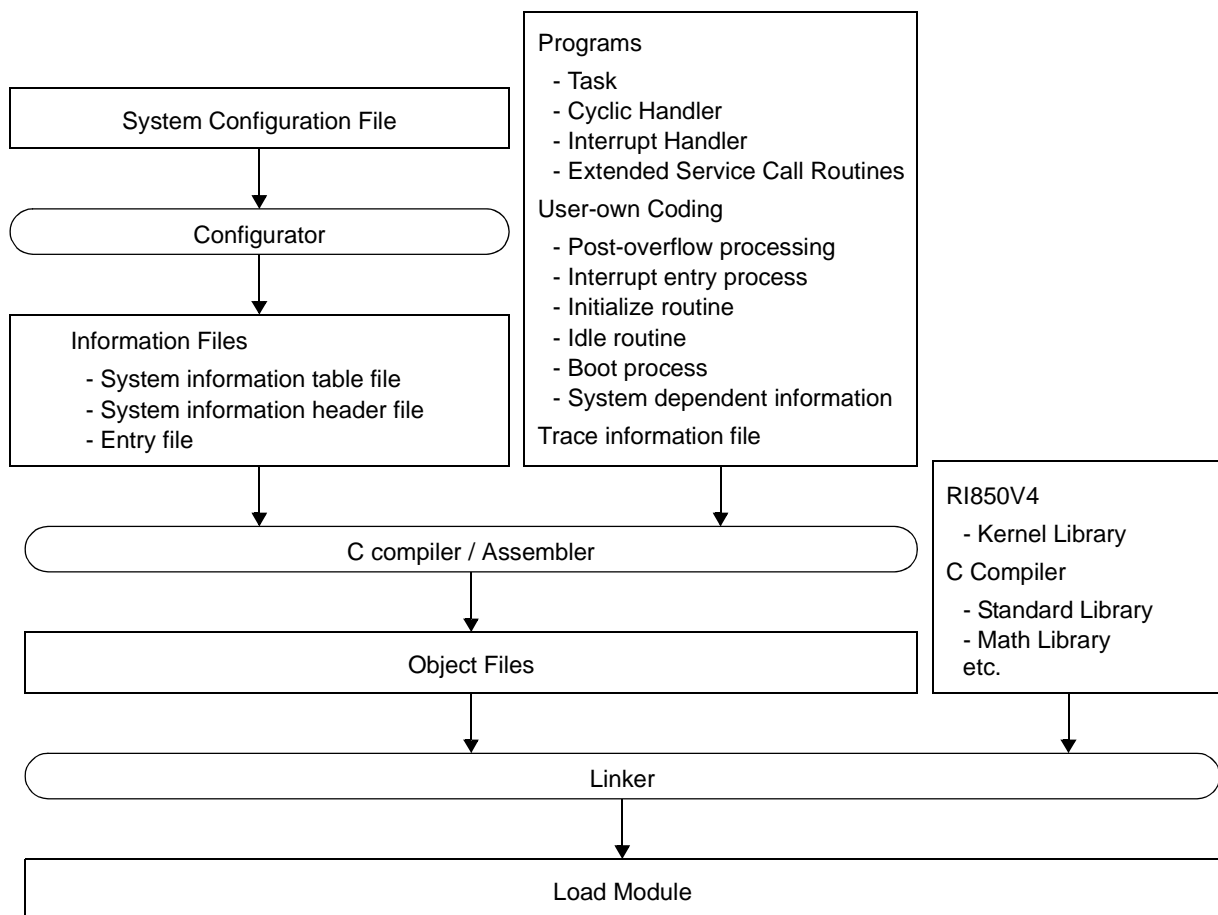 System Configuration File
Configurator
Information Files
- System information table file
- System information header file
- Entry file
Programs
- Task
- Cyclic Handler
- Interrupt Handler
- Extended Service Call Routines
User-own Coding
- Post-overflow processing
- Interrupt entry process
- Initialize routine
- Idle routine
- Boot process
- System dependent information
Trace information file
C compiler / Assembler
Object Files
RI850V4
- Kernel Library
C Compiler
- Standard Library
- Math Library
etc.
Linker
Load Module